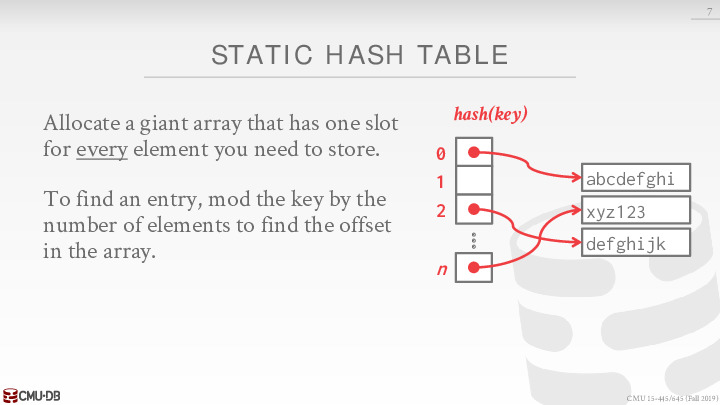 7
STATIC HASH TABLE
Allocate a giant array that has one slot
for every element you need to store.
To find an entry, mod the key by the
number of elements to find the offset
in the array.
hash(key)
0
1
2
⋮
n
abcdefghi
xyz123
defghijk
CMU·DB
CMU 15-445/645 (Fall 2019)